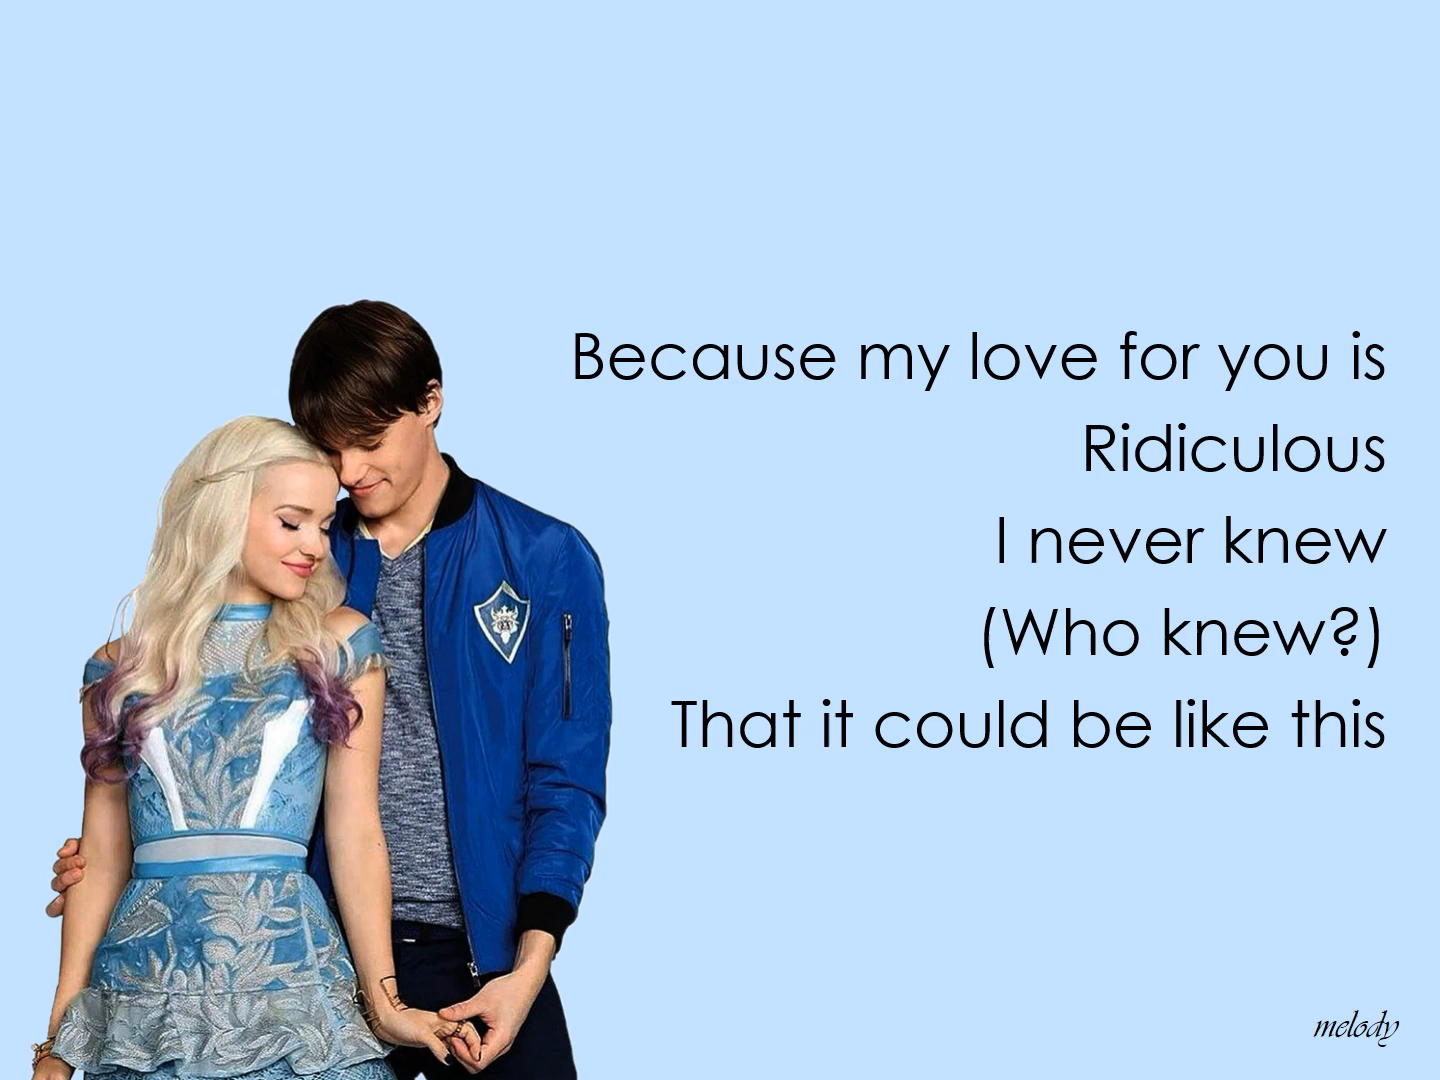 Because my love for you is
Ridiculous
I never knew
(Who knew?)
That it could be like this
melody